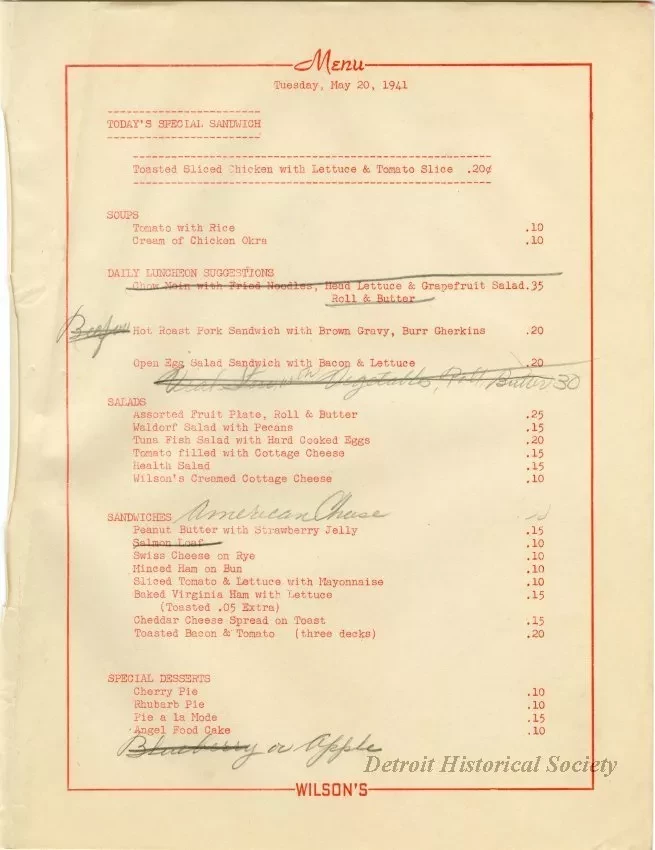 Menu
Tuesday, May 20, 1941
TODAY'S SPECIAL SANDWICH
Toasted Sliced Chicken with Lettuce & Tomato Slice .20¢
SOUPS
Tomato with Rice .10
Cream of Chicken Okra .10
DAILY LUNCHEON SUGGESTIONS
Chow Mein with Fried Noodles, Head Lettuce & Grapefruit Salad.35
Roll & Butter
Hot Roast Pork Sandwich with Brown Gravy, Burr Gherkins .20
Open Egg Salad Sandwich with Bacon & Lettuce .20
Veal Stew with Vegetables, Roll, Butter 30
SALADS
Assorted Fruit Plate, Roll & Butter .25
Waldorf Salad with Pecans .15
Tuna Fish Salad with Hard Cooked Eggs .20
Tomato filled with Cottage Cheese .15
Health Salad .15
Wilson's Creamed Cottage Cheese .10
SANDWICHES American Chese
Peanut Butter with Strawberry Jelly .15
Salmon Loaf .10
Swiss Cheese on Rye .10
Minced Ham on Bun .10
Sliced Tomato & Lettuce with Mayonnaise .10
Baked Virginia Ham with Lettuce .15
(Toasted .05 Extra)
Cheddar Cheese Spread on Toast .15
Toasted Bacon & Tomato (three decks) .20
SPECIAL DESSERTS
Cherry Pie .10
Rhubarb Pie .10
Pie a la Mode .15
Angel Food Cake .10
Blueberry or Apple
Detroit Historical Society
WILSON'S